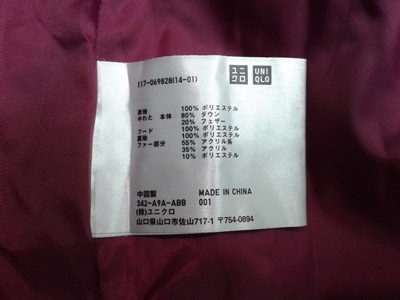 ユニクロ UNIQLO
117-069828(14-01)
表地 100% ポリエステル
中わた 本体 80% ダウン
20% フェザー
フード 100% ポリエステル
裏地 100% ポリエステル
ファー部分 55% アクリル系
35% アクリル
10% ポリエステル
中国製 MADE IN CHINA
342-A9A-ABB 001
(株)ユニクロ
山口県山口市佐山717-1 〒754-0894